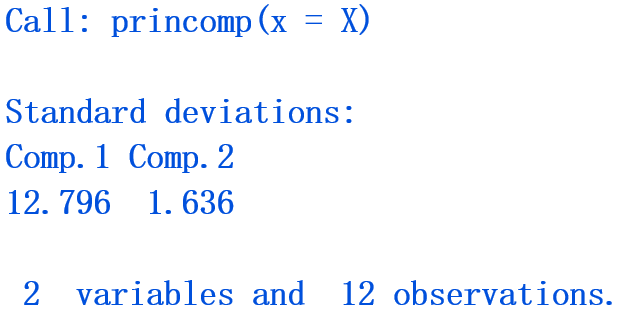 Call: princomp(x = X)
Standard deviations:
Comp.1 Comp.2
12.796  1.636
 2  variables and  12 observations.